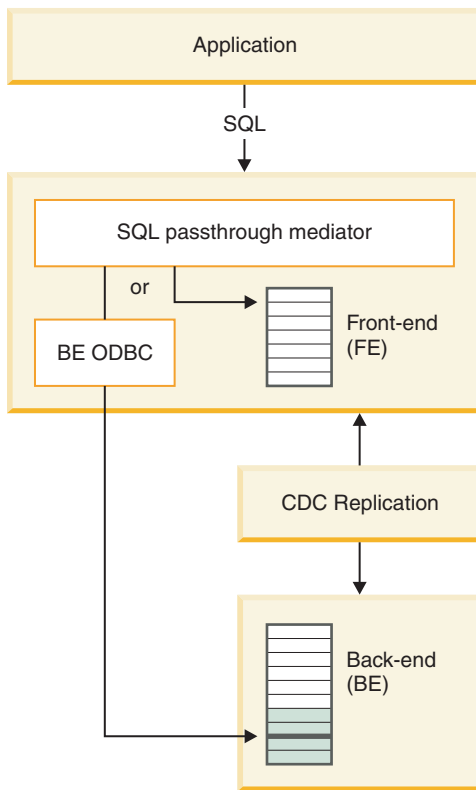 Application
SQL
SQL passthrough mediator
or
BE ODBC
Front-end
(FE)
CDC Replication
Back-end
(BE)